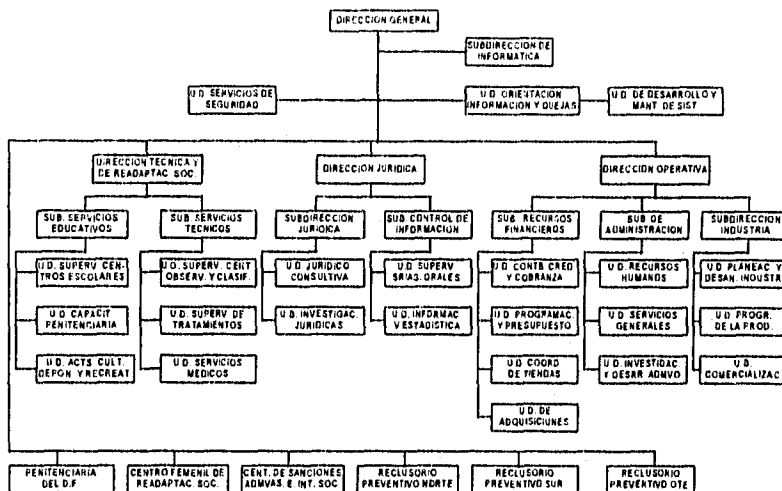 DIRECCION GENERAL
SUBDIRECCION DE
INFORMATICA
U.D. SERVICIOS DE
SEGURIDAD
U.D. ORIENTACION
INFORMACION Y QUEJAS
U.D. DE DESARROLLO Y
MANT. DE SIST
DIRECCION TECNICA Y
DE READAPTAC. SOC.
DIRECCION JURIDICA
DIRECCION OPERATIVA
SUB. SERVICIOS
EDUCATIVOS
SUB. SERVICIOS
TECNICOS
SUBDIRECCION
JURIDICA
SUB. CONTROL DE
INFORMACION
SUB. RECURSOS
FINANCIEROS
SUB DE
ADMINISTRACION
SUBDIRECCION
INDUSTRIA
U.D. SUPERV. CEN-
TROS ESCOLARES
U.D. SUPERV. CENT
OBSERV. Y CLASIF.
U.D. JURIDICO
CONSULTIVA
U.D. SUPERV
SRIAS. ORALES
U.D. CONTB. CRED
Y COBRANZA
U.D. RECURSOS
HUMANOS
U.D. PLANEAC Y
DESAN. INDUSTR
U.D. CAPACIT
PENITENCIARIA
U.D. SUPERV DE
TRATAMIENTOS
U.D. INVESTIGAC.
JURIDICAS
U.D. INFORMAC
Y ESTADISTICA
U.D. PROGRAMAC
Y PRESUPUESTO
U.D. SERVICIOS
GENERALES
U.D. PROGR.
DE LA PROD.
U.D. ACTS. CULT.
DEPOR. Y RECREAT
U.D. SERVICIOS
MEDICOS
U.D. COORD
DE TIENDAS
U.D. INVESTIDAC.
Y DESRR ADMVO
U.D.
COMERCIALIZAC
U.D. DE
ADQUISICIONES
PENITENCIARIA
DEL D.F
CENTRO FEMENIL DE
READAPTAC. SOC.
CENT. DE SANCIONES
ADMVAS. E. INT. SOC
RECLUSORIO
PREVENTIVO NORTE
RECLUSORIO
PREVENTIVO SUR
RECLUSORIO
PREVENTIVO OTE